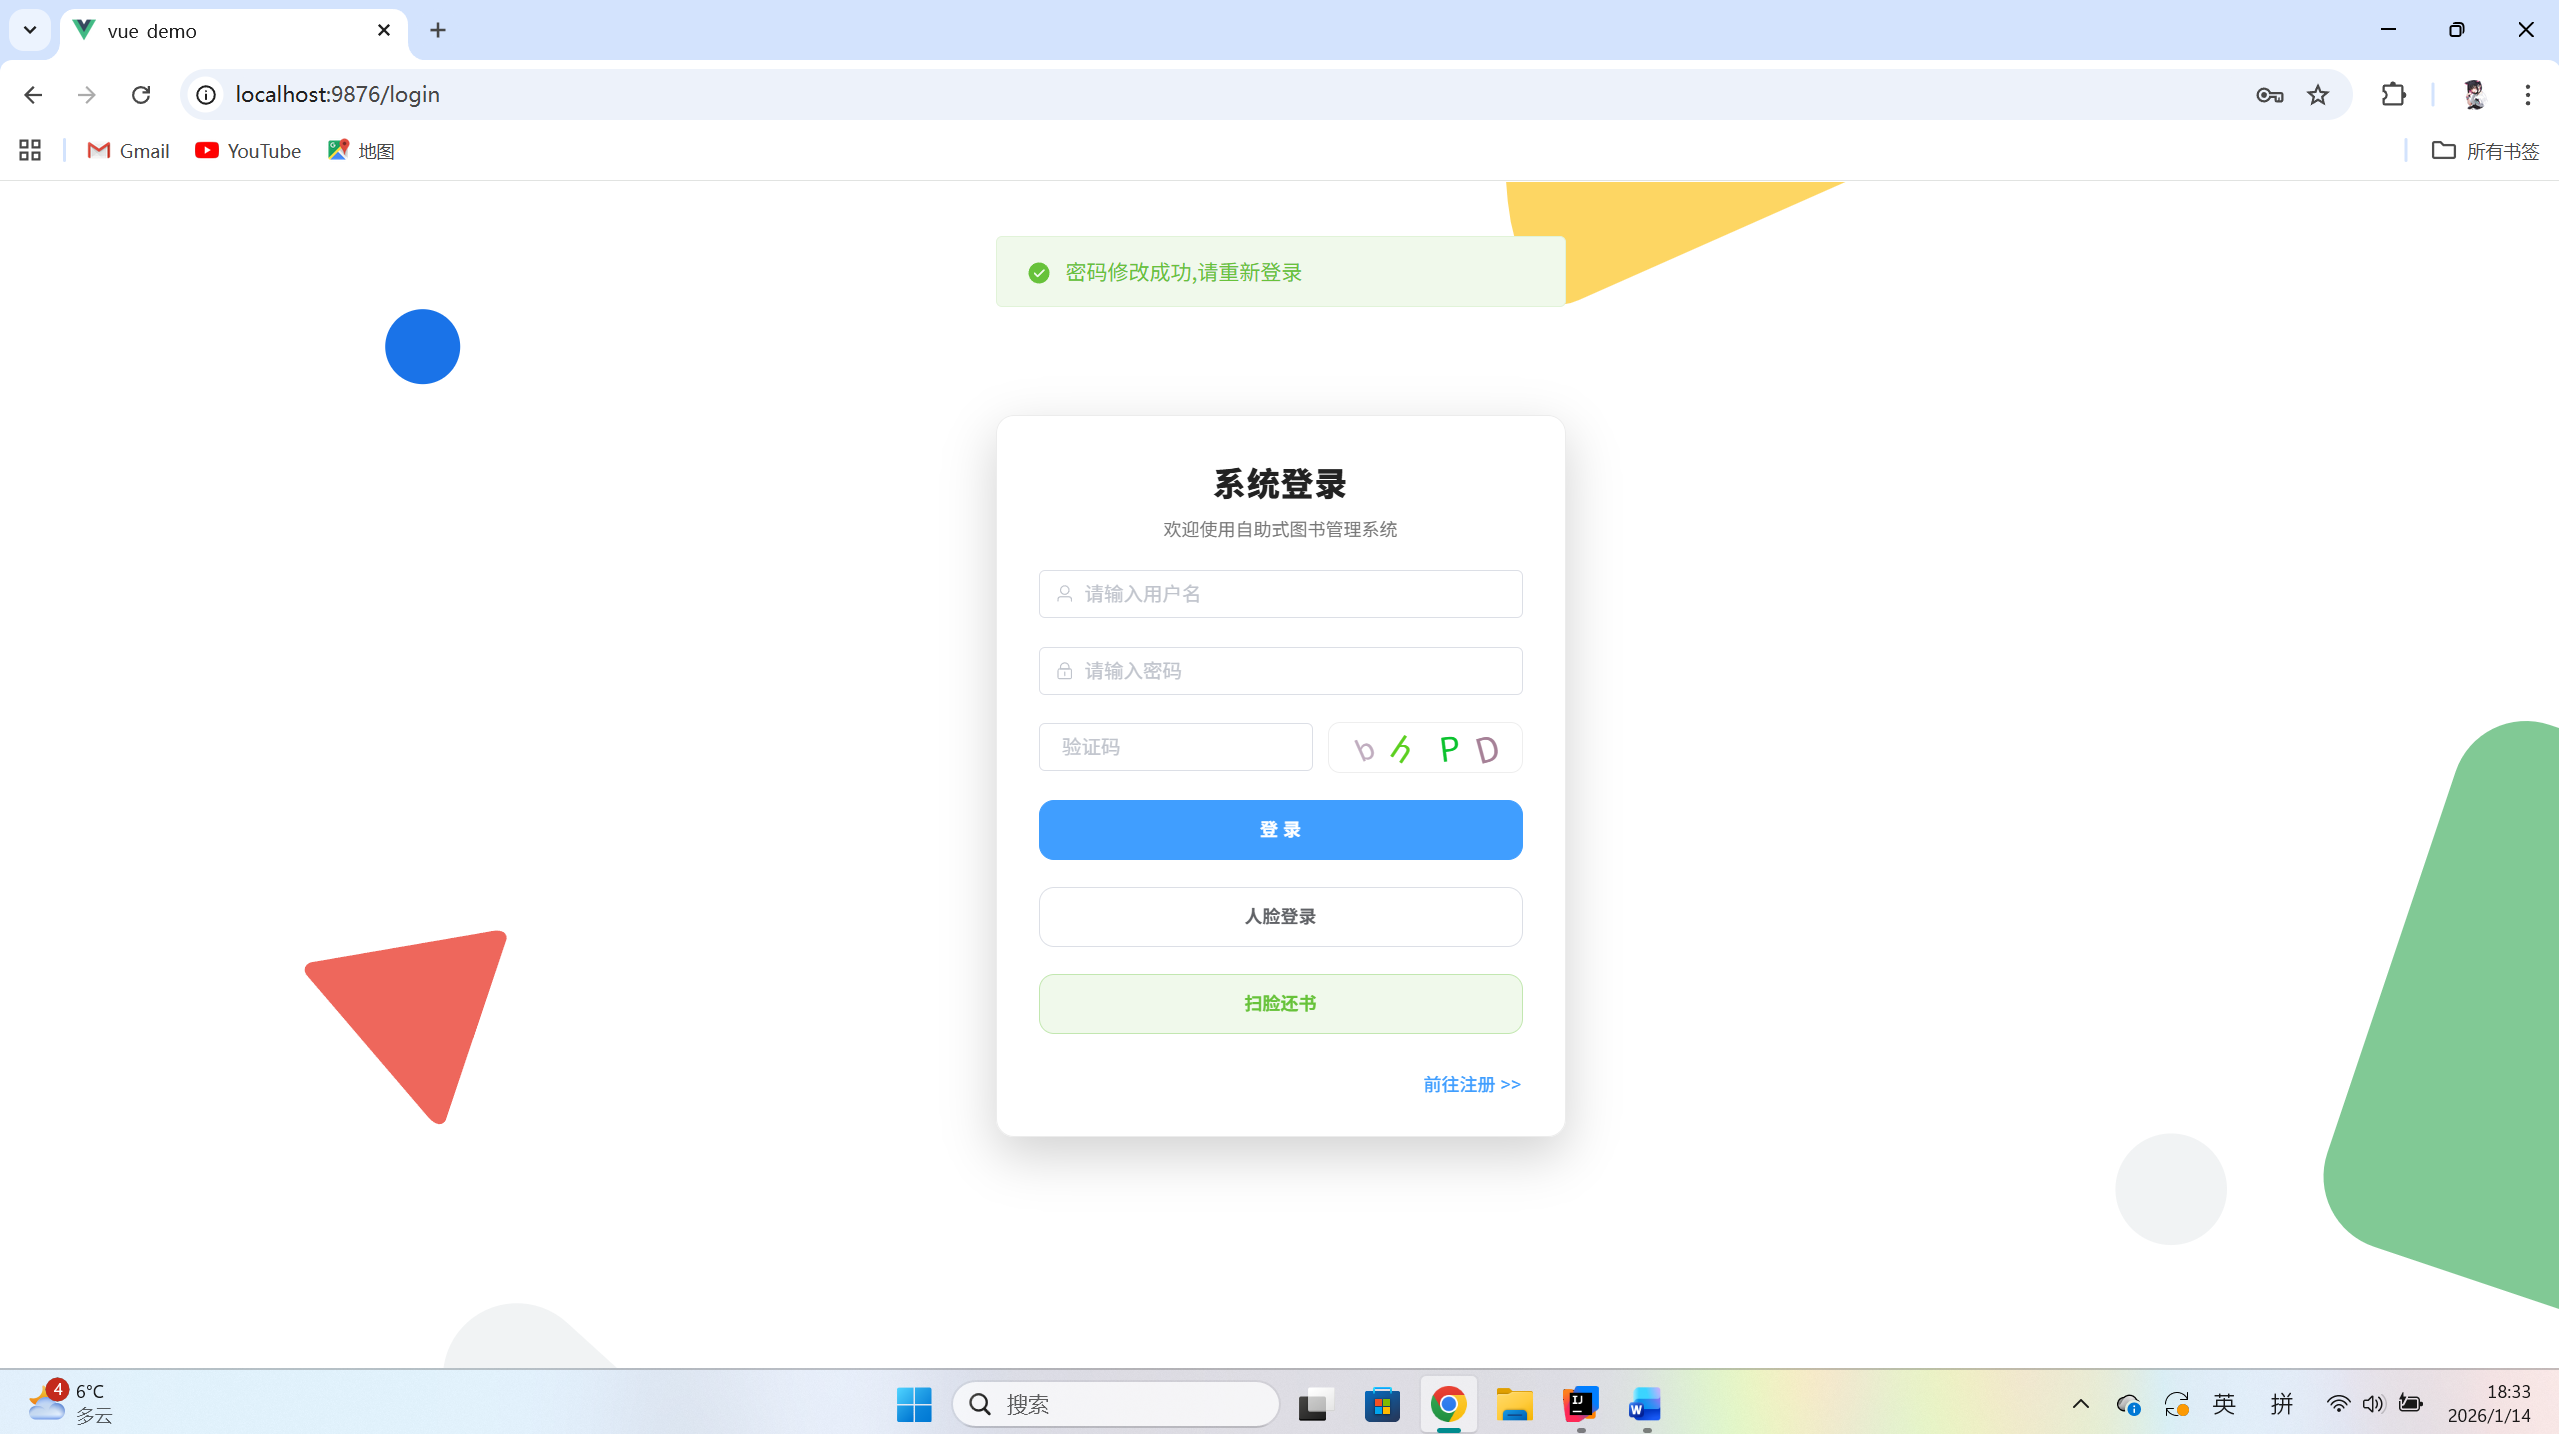 vue demo
localhost:9876/login
Gmail
YouTube
地图
所有书签
密码修改成功,请重新登录
系统登录
欢迎使用自助式图书管理系统
请输入用户名
请输入密码
验证码
b h P D
登 录
人脸登录
扫脸还书
前往注册 >>
4
6°C
多云
搜索
英
拼
18:33
2026/1/14